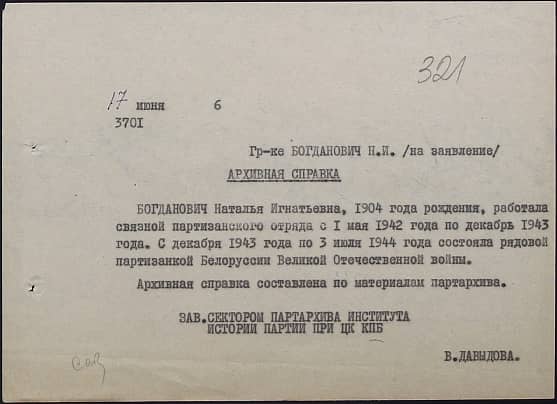 321
17 июня 6
370I
Гр-ке БОГДАНОВИЧ Н.И. /на заявление/
АРХИВНАЯ СПРАВКА
БОГДАНОВИЧ Наталья Игнатьевна, 1904 года рождения, работала
связной партизанского отряда с I мая 1942 года по декабрь 1943
года. С декабря 1943 года по 3 июля 1944 года состояла рядовой
партизанкой Белоруссии Великой Отечественной войны.
Архивная справка составлена по материалам партархива.
ЗАВ.СЕКТОРОМ ПАРТАРХИВА ИНСТИТУТА
ИСТОРИИ ПАРТИИ ПРИ ЦК КПБ
В.ДАВЫДОВА.